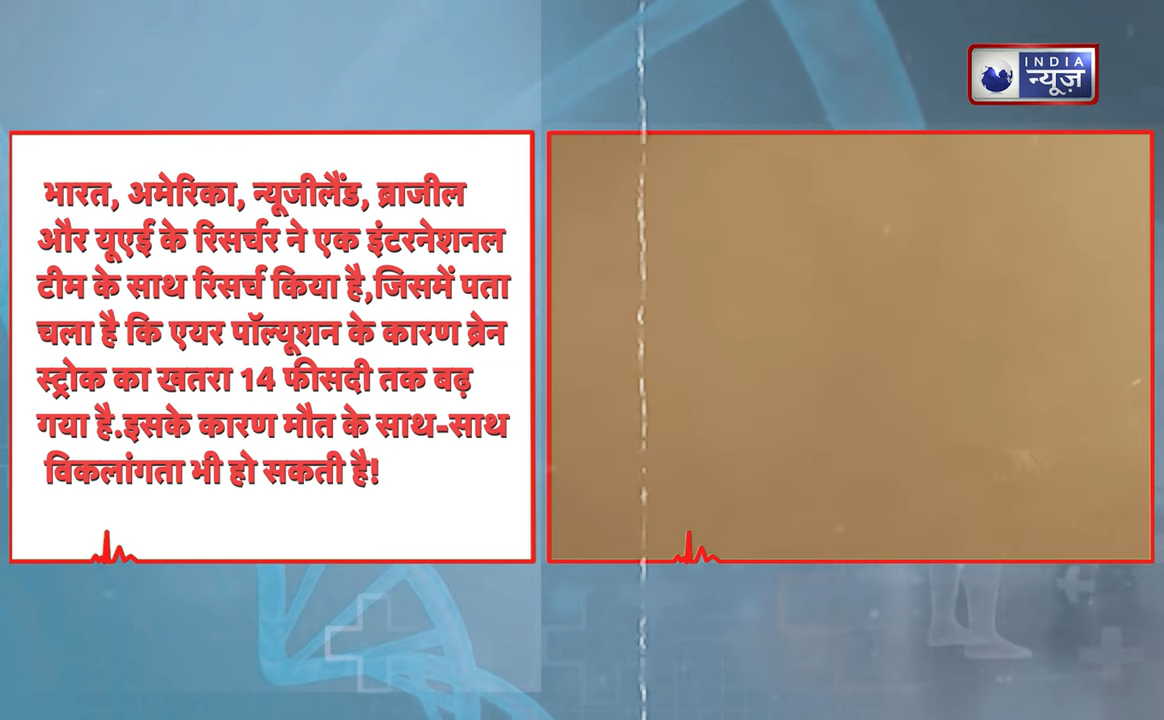 INDIA
न्यूज़
भारत, अमेरिका, न्यूजीलैंड, ब्राजील
और यूएई के रिसर्चर ने एक इंटरनेशनल
टीम के साथ रिसर्च किया है,जिसमें पता
चला है कि एयर पॉल्यूशन के कारण ब्रेन
स्ट्रोक का खतरा 14 फीसदी तक बढ़
गया है.इसके कारण मौत के साथ-साथ
विकलांगता भी हो सकती है!